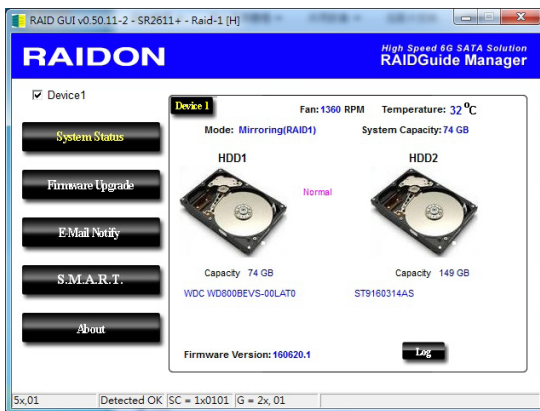 RAID GUI v0.50.11-2 - SR2611+ - Raid-1 [H]
RAIDON
High Speed 6G SATA Solution
RAIDGuide Manager
Device1
Device 1
Fan: 1360 RPM Temperature: 32 °C
System Status
Mode: Mirroring(RAID1) System Capacity: 74 GB
HDD1 HDD2
Firmware Upgrade
Normal
E-Mail Notify
S.M.A.R.T.
Capacity 74 GB Capacity 149 GB
WDC WD800BEVS-00LAT0 ST9160314AS
About
Firmware Version: 160620.1 Log
5x,01 Detected OK SC = 1x0101 G = 2x, 01